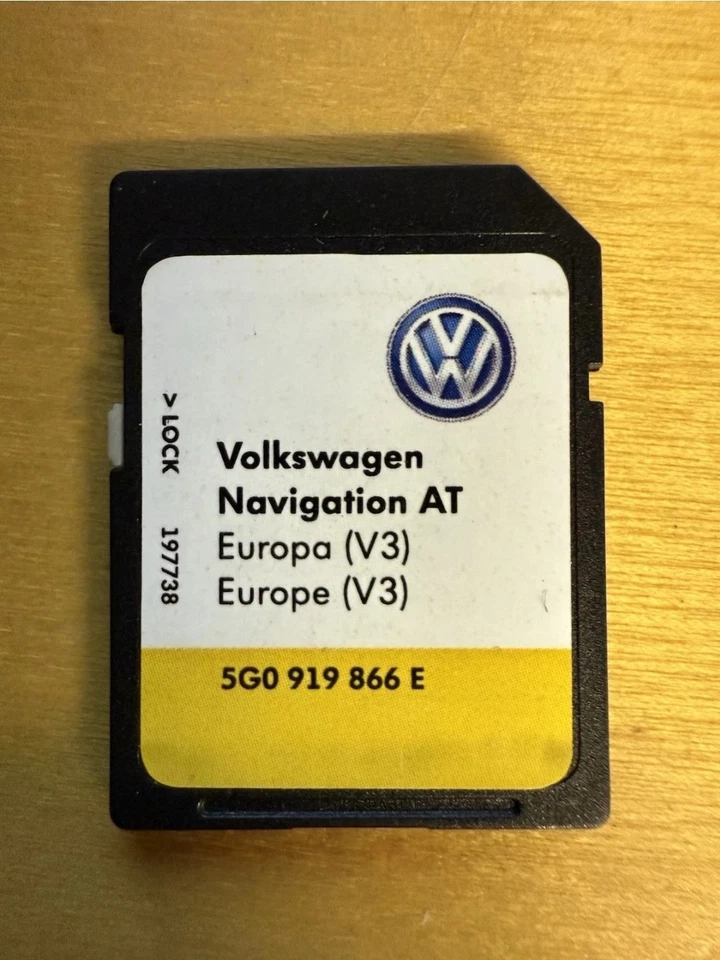 > LOCK 197738
Volkswagen
Navigation AT
Europa (V3)
Europe (V3)
5G0 919 866 E